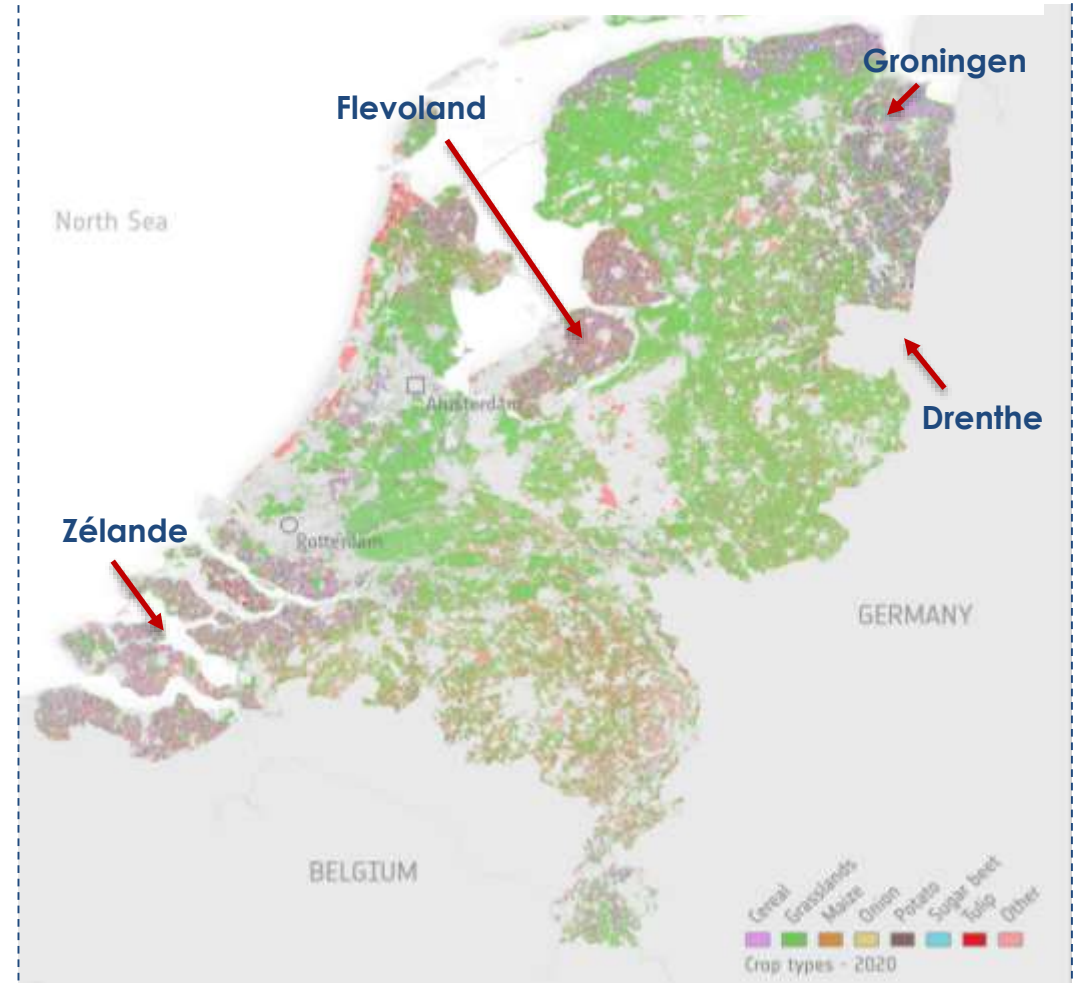 Groningen
Flevoland
North Sea
Amsterdam
Drenthe
Zélande
Rotterdam
GERMANY
BELGIUM
Cereal
Grasslands
Maize
Onion
Potato
Sugar beet
Tulip
Other
Crop types - 2020